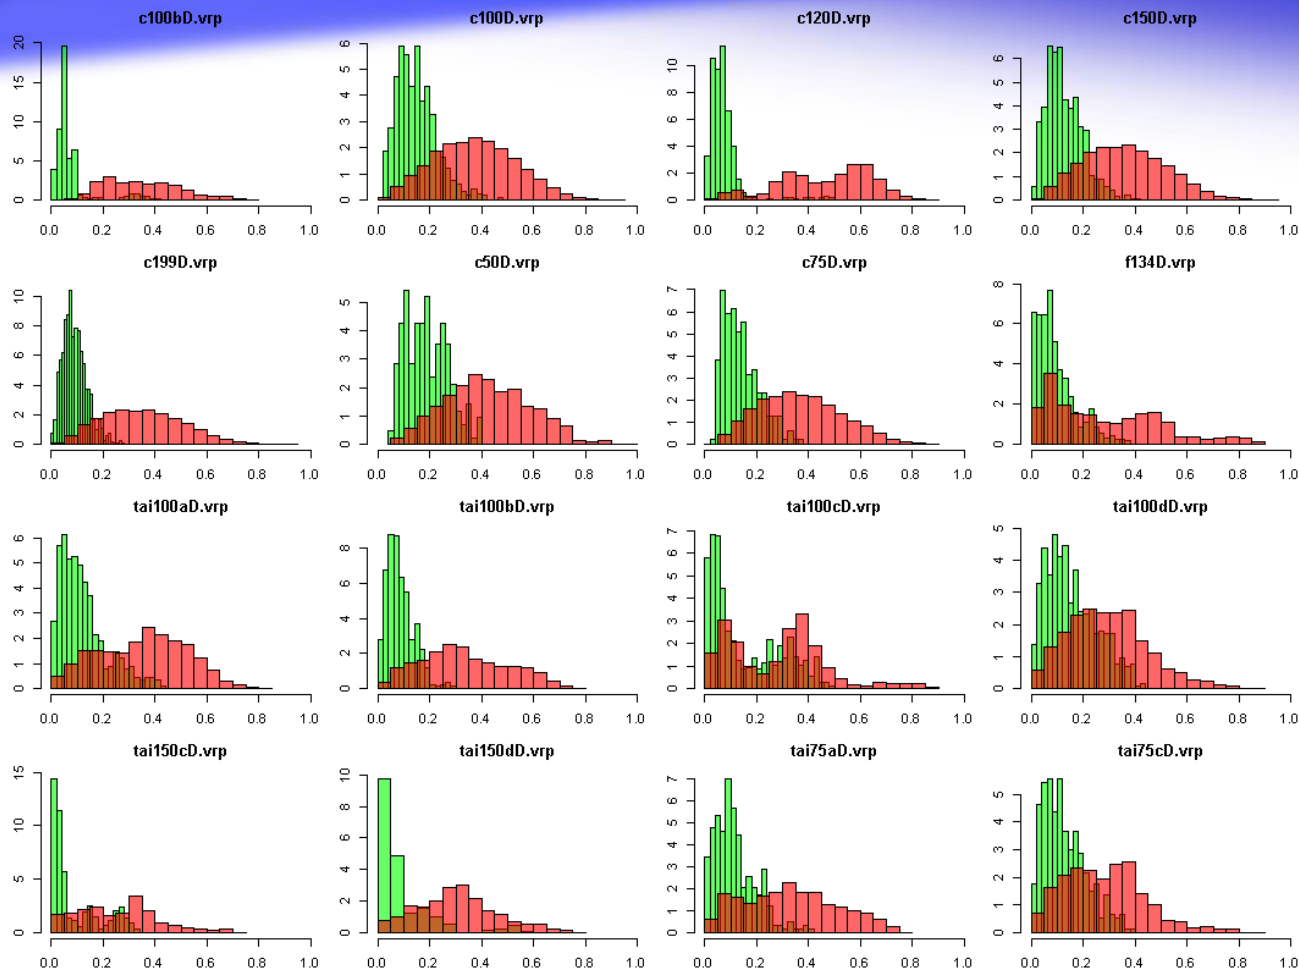 c100bD.vrp c100D.vrp c120D.vrp c150D.vrp
0 5 10 15 20
0.0 0.2 0.4 0.6 0.8 1.0
0 1 2 3 4 5 6
0.0 0.2 0.4 0.6 0.8 1.0
0 2 4 6 8 10
0.0 0.2 0.4 0.6 0.8 1.0
0 1 2 3 4 5 6
0.0 0.2 0.4 0.6 0.8 1.0
c199D.vrp c50D.vrp c75D.vrp f134D.vrp
0 2 4 6 8 10
0.0 0.2 0.4 0.6 0.8 1.0
0 1 2 3 4 5
0.0 0.2 0.4 0.6 0.8 1.0
0 1 2 3 4 5 6 7
0.0 0.2 0.4 0.6 0.8 1.0
0 2 4 6 8
0.0 0.2 0.4 0.6 0.8 1.0
tai100aD.vrp tai100bD.vrp tai100cD.vrp tai100dD.vrp
0 1 2 3 4 5 6
0.0 0.2 0.4 0.6 0.8 1.0
0 2 4 6 8
0.0 0.2 0.4 0.6 0.8 1.0
0 1 2 3 4 5 6 7
0.0 0.2 0.4 0.6 0.8 1.0
0 1 2 3 4 5
0.0 0.2 0.4 0.6 0.8 1.0
tai150cD.vrp tai150dD.vrp tai75aD.vrp tai75cD.vrp
0 5 10 15
0.0 0.2 0.4 0.6 0.8 1.0
0 2 4 6 8 10
0.0 0.2 0.4 0.6 0.8 1.0
0 1 2 3 4 5 6 7
0.0 0.2 0.4 0.6 0.8 1.0
0 1 2 3 4 5
0.0 0.2 0.4 0.6 0.8 1.0